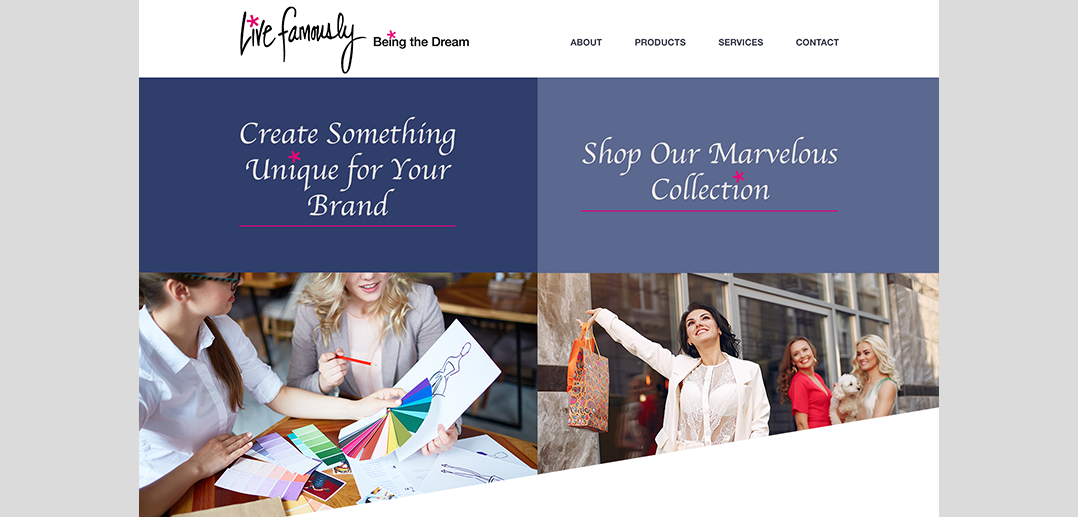 Live famously Being the Dream
ABOUT PRODUCTS SERVICES CONTACT
Create Something
Unique for Your
Brand
Shop Our Marvelous
Collection